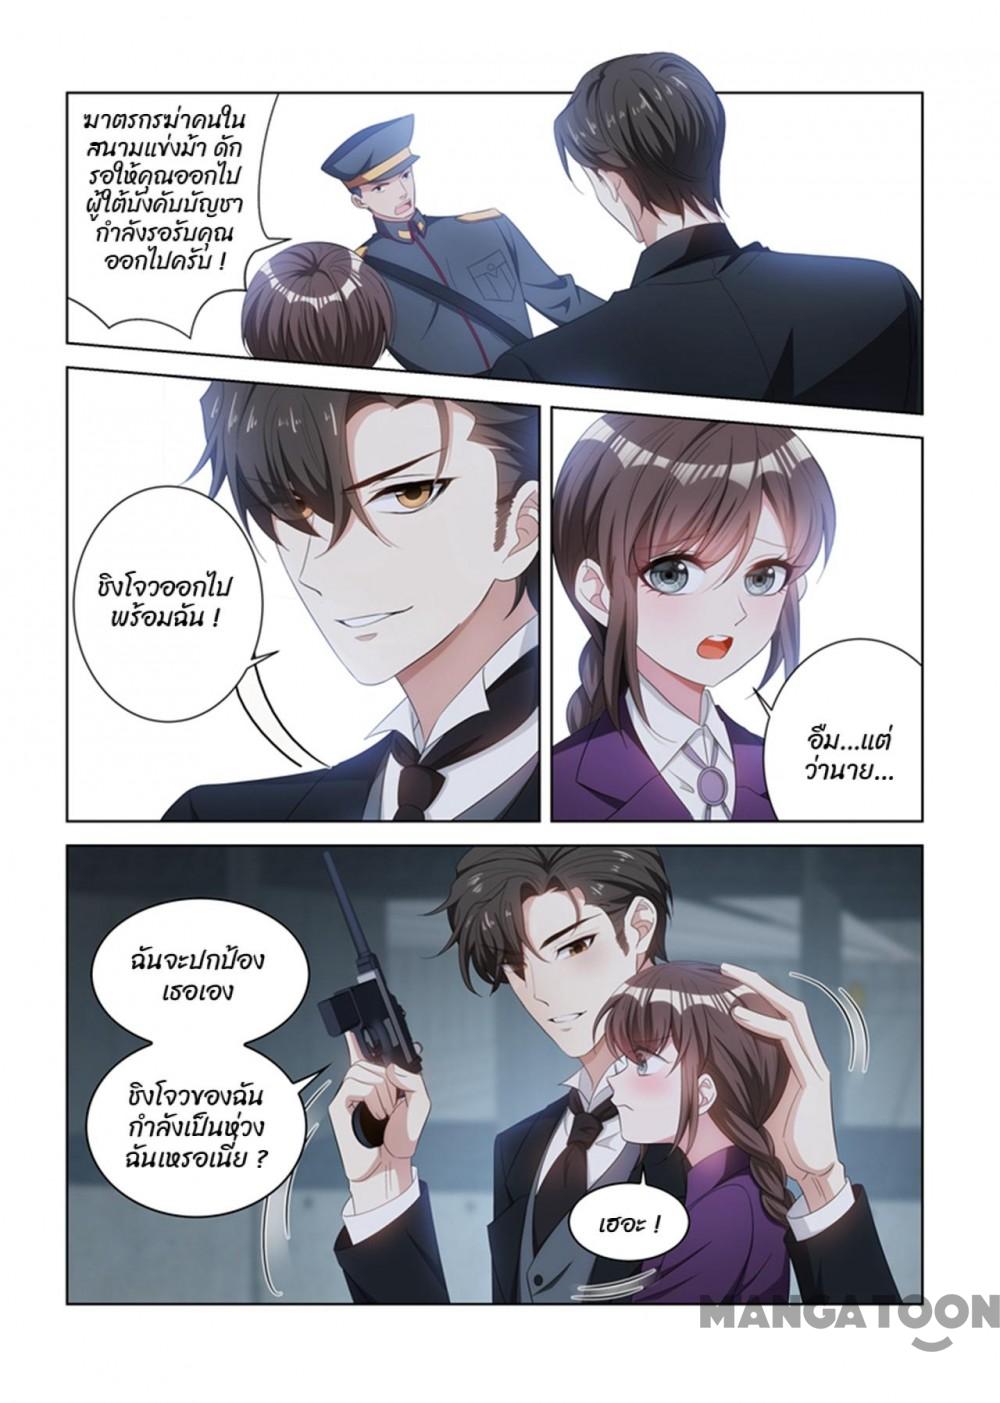 ฆาตรกรฆ่าคนใน
สนามแข่งม้า ดัก
รอให้คุณออกไป
ผู้ใต้บังคับบัญชา
กำลังรอรับคุณ
ออกไปครับ !
ชิงโจวออกไป
พร้อมฉัน !
อืม...แต่
ว่านาย...
ฉันจะปกป้อง
เธอเอง
ชิงโจวของฉัน
กำลังเป็นห่วง
ฉันเหรอเนี่ย ?
เฮอะ !
MANGATOON